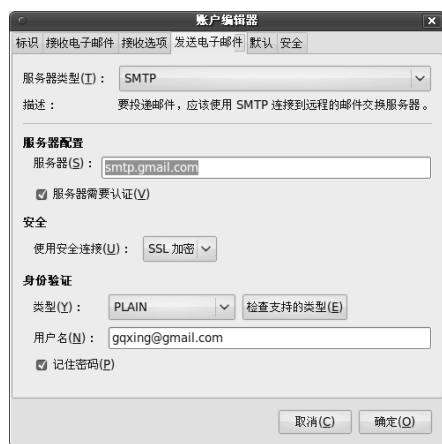 账户编辑器
标识 接收电子邮件 接收选项 发送电子邮件 默认 安全
服务器类型(T)： SMTP
描述： 要投递邮件，应该使用 SMTP 连接到远程的邮件交换服务器。
服务器配置
服务器(S)： smtp.gmail.com
服务器需要认证(V)
安全
使用安全连接(U)： SSL 加密
身份验证
类型(Y)： PLAIN 检查支持的类型(E)
用户名(N)： gqxing@gmail.com
记住密码(P)
取消(C) 确定(O)